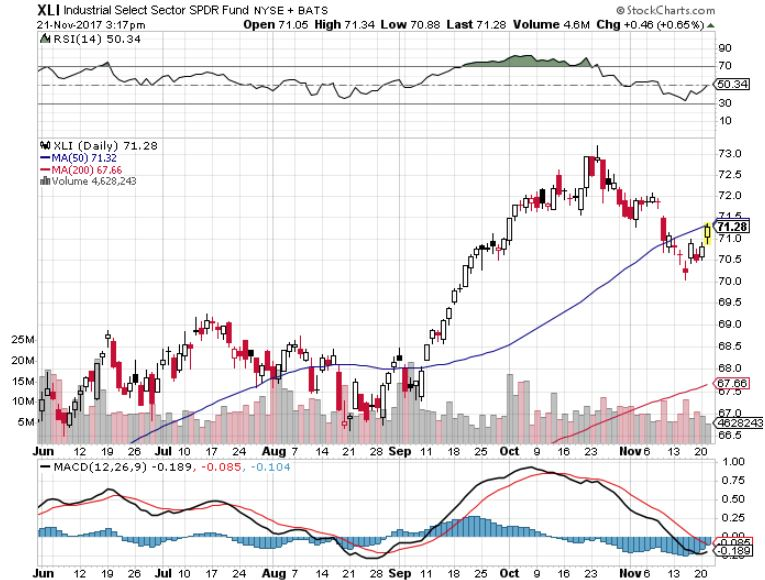 XLI Industrial Select Sector SPDR Fund NYSE + BATS © StockCharts.com
21-Nov-2017 3:17pm Open 71.05 High 71.34 Low 70.88 Last 71.28 Volume 4.6M Chg +0.46 (+0.65%)
RSI(14) 50.34
90
70
50.34
30
10
XLI (Daily) 71.28
MA(50) 71.32
MA(200) 67.66
Volume 4,628,243
73.0
72.5
72.0
71.5
71.28
71.0
70.5
70.0
69.5
69.0
68.5
68.0
67.66
67.5
67.0
4628243
66.5
25M
20M
15M
10M
5M
Jun 12 19 26 Jul 10 17 24 Aug 7 14 21 28 Sep 11 18 25 Oct 9 16 23 Nov 6 13 20
MACD(12,26,9) -0.189, -0.085, -0.104
1.00
0.75
0.50
0.25
0.00
-0.085
-0.189
Jun 12 19 26 Jul 10 17 24 Aug 7 14 21 28 Sep 11 18 25 Oct 9 16 23 Nov 6 13 20